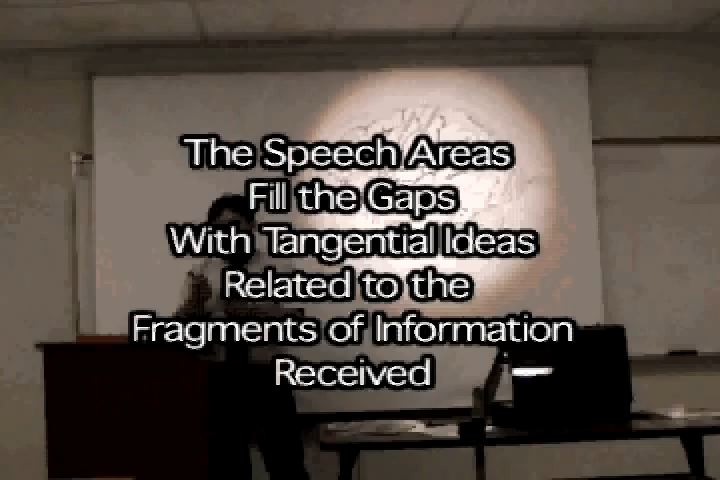 The Speech Areas
Fill the Gaps
With Tangential Ideas
Related to the
Fragments of Information
Received